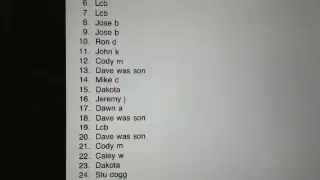 6. Lcb
7. Lcb
8. Jose b
9. Jose b
10. Ron d
11. John k
12. Cody m
13. Dave was son
14. Mike c
15. Dakota
16. Jeremy j
17. Dawn a
18. Dave was son
19. Lcb
20. Dave was son
21. Cody m
22. Caley w
23. Dakota
24. Stu dogg